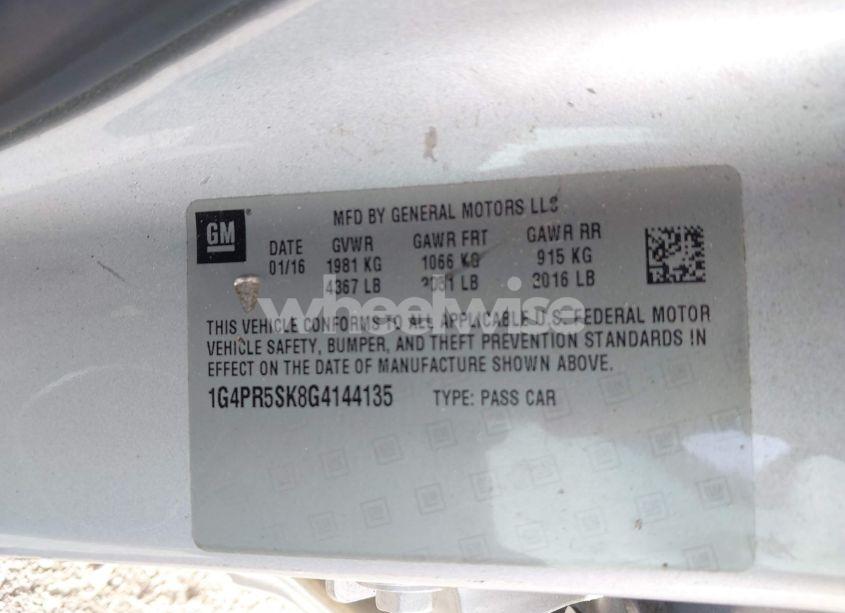 GM
MFD BY GENERAL MOTORS LLC
DATE GVWR GAWR FRT GAWR RR
01/16 1981 KG 1066 KG 915 KG
4367 LB LB 2016 LB
wheelwise
THIS VEHICLE CONFORMS TO ALL APPLICABLE U.S. FEDERAL MOTOR
VEHICLE SAFETY, BUMPER, AND THEFT PREVENTION STANDARDS IN
EFFECT ON THE DATE OF MANUFACTURE SHOWN ABOVE.
1G4PR5SK8G4144135 TYPE: PASS CAR